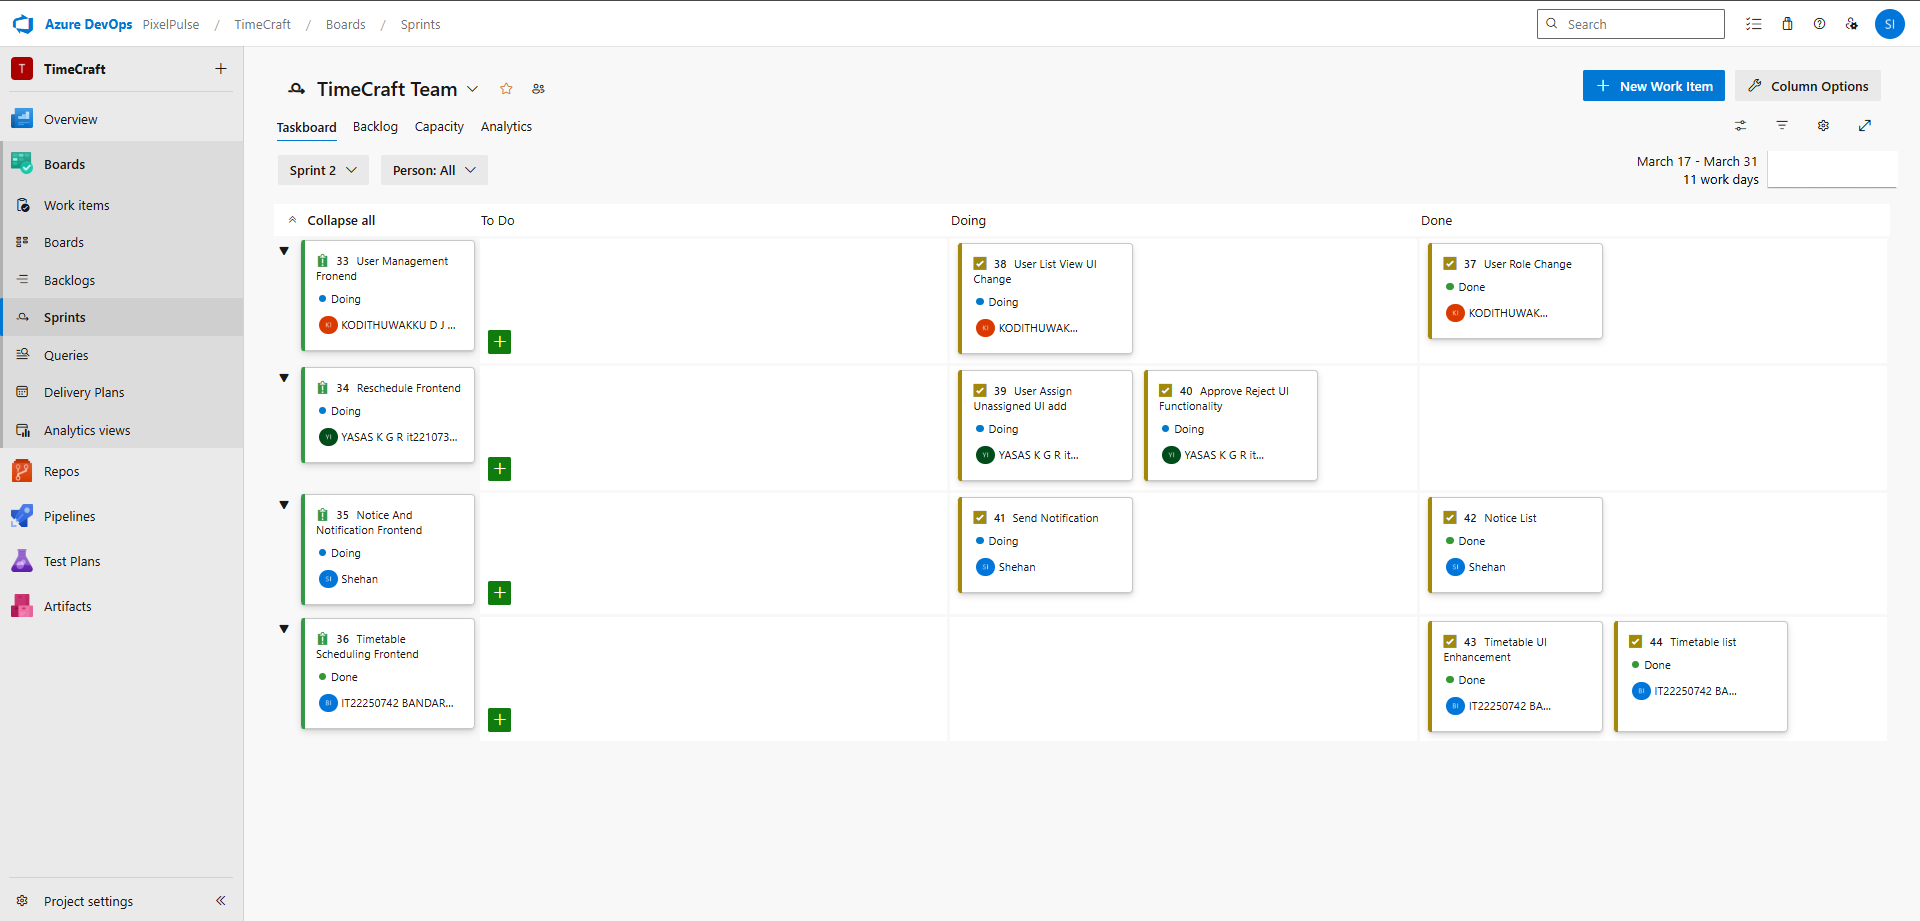 Azure DevOps PixelPulse / TimeCraft / Boards / Sprints
Search
SI
T TimeCraft
Overview
Boards
Work items
Boards
Backlogs
Sprints
Queries
Delivery Plans
Analytics views
Repos
Pipelines
Test Plans
Artifacts
Project settings
TimeCraft Team
New Work Item
Column Options
Taskboard Backlog Capacity Analytics
Sprint 2
Person: All
March 17 - March 31
11 work days
Collapse all To Do Doing Done
33 User Management
Fronend
Doing
KI KODITHUWAKKU D J ...
38 User List View UI
Change
Doing
KI KODITHUWAK...
37 User Role Change
Done
KI KODITHUWAK...
34 Reschedule Frontend
Doing
YI YASAS K G R it221073...
39 User Assign
Unassigned UI add
Doing
YI YASAS K G R it...
40 Approve Reject UI
Functionality
Doing
YI YASAS K G R it...
35 Notice And
Notification Frontend
Doing
SI Shehan
41 Send Notification
Doing
SI Shehan
42 Notice List
Done
SI Shehan
36 Timetable
Scheduling Frontend
Done
BI IT22250742 BANDAR...
43 Timetable UI
Enhancement
Done
BI IT22250742 BA...
44 Timetable list
Done
BI IT22250742 BA...